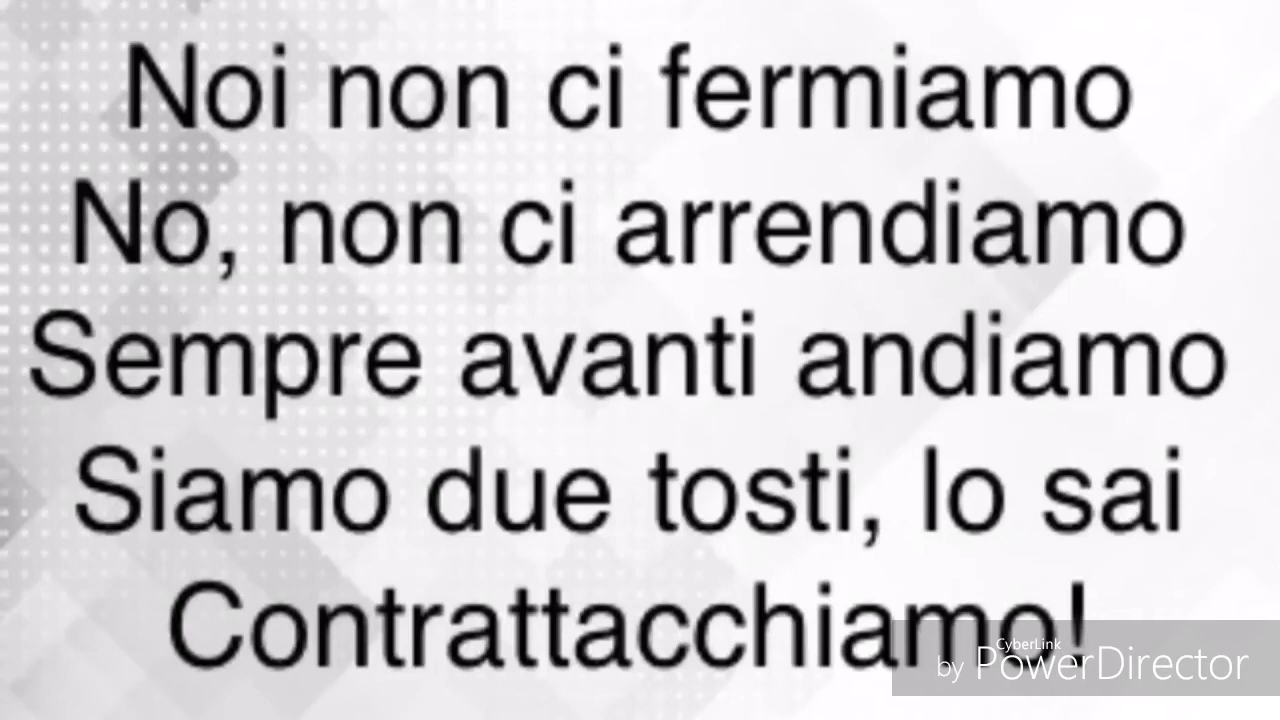 Noi non ci fermiamo
No, non ci arrendiamo
Sempre avanti andiamo
Siamo due tosti, lo sai
Contrattacchiamo!
CyberLink
by PowerDirector